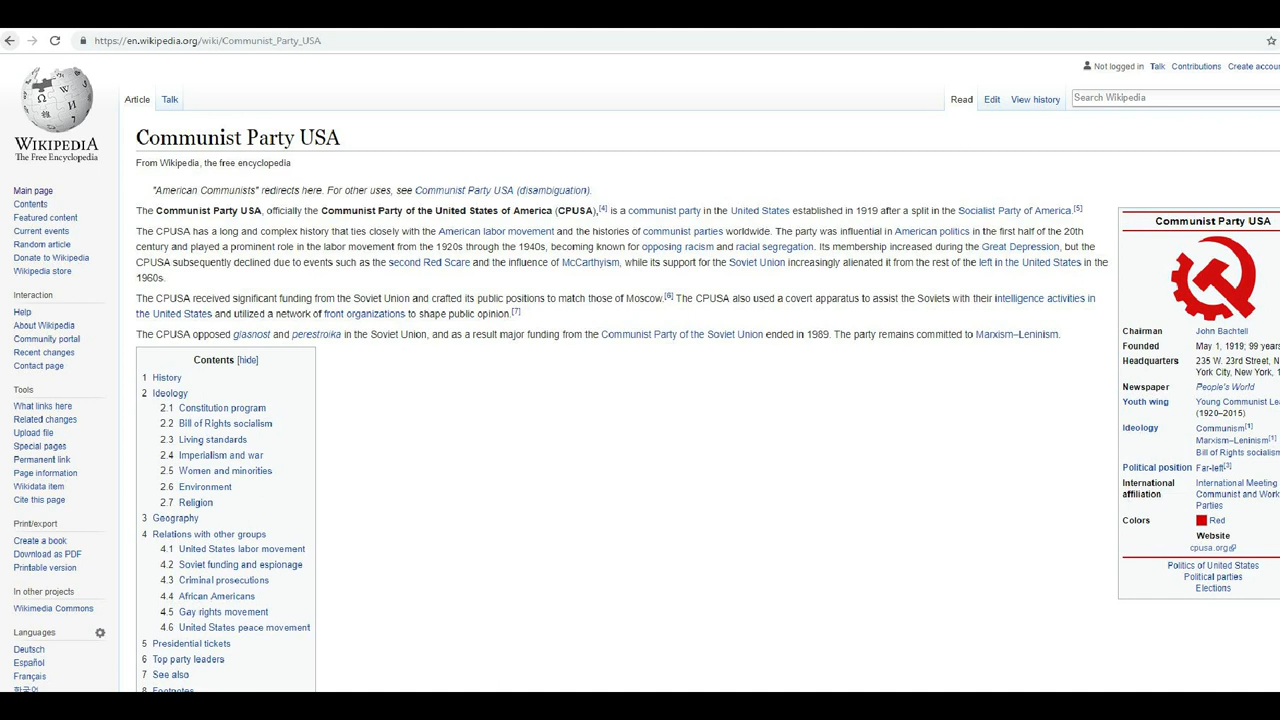 https://en.wikipedia.org/wiki/Communist_Party_USA
Not logged in Talk Contributions Create
Article Talk
Read Edit View history
Search Wikipedia
WIKIPEDIA
The Free Encyclopedia
Main page
Contents
Featured content
Current events
Random article
Donate to Wikipedia
Wikipedia store
Interaction
Help
About Wikipedia
Community portal
Recent changes
Contact page
Tools
What links here
Related changes
Upload file
Special pages
Permanent link
Page information
Wikidata item
Cite this page
Print/export
Create a book
Download as PDF
Printable version
In other projects
Wikimedia Commons
Languages
Deutsch
Español
Français
Communist Party USA
From Wikipedia, the free encyclopedia
"American Communists" redirects here. For other uses, see Communist Party USA (disambiguation).
The Communist Party USA, officially the Communist Party of the United States of America (CPUSA),[4] is a communist party in the United States established in 1919 after a split in the Socialist Party of America.[5]
The CPUSA has a long and complex history that ties closely with the American labor movement and the histories of communist parties worldwide. The party was influential in American politics in the first half of the 20th
century and played a prominent role in the labor movement from the 1920s through the 1940s, becoming known for opposing racism and racial segregation. Its membership increased during the Great Depression, but the
CPUSA subsequently declined due to events such as the second Red Scare and the influence of McCarthyism, while its support for the Soviet Union increasingly alienated it from the rest of the left in the United States in the
1960s.
The CPUSA received significant funding from the Soviet Union and crafted its public positions to match those of Moscow.[6] The CPUSA also used a covert apparatus to assist the Soviets with their intelligence activities in
the United States and utilized a network of front organizations to shape public opinion.[7]
The CPUSA opposed glasnost and perestroika in the Soviet Union, and as a result major funding from the Communist Party of the Soviet Union ended in 1989. The party remains committed to Marxism–Leninism.
Contents [hide]
1 History
2 Ideology
2.1 Constitution program
2.2 Bill of Rights socialism
2.3 Living standards
2.4 Imperialism and war
2.5 Women and minorities
2.6 Environment
2.7 Religion
3 Geography
4 Relations with other groups
4.1 United States labor movement
4.2 Soviet funding and espionage
4.3 Criminal prosecutions
4.4 African Americans
4.5 Gay rights movement
4.6 United States peace movement
5 Presidential tickets
6 Top party leaders
7 See also
8 Footnotes
Communist Party USA
Chairman John Bachtell
Founded May 1, 1919; 99 years
Headquarters 235 W. 23rd Street, N
York City, New York, 1
Newspaper People's World
Youth wing Young Communist Lea
(1920–2015)
Ideology Communism[1]
Marxism–Leninism[1]
Bill of Rights socialism
Political position Far-left[3]
International affiliation International Meeting
Communist and Work
Parties
Colors Red
Website
cpusa.org
Politics of United States
Political parties
Elections